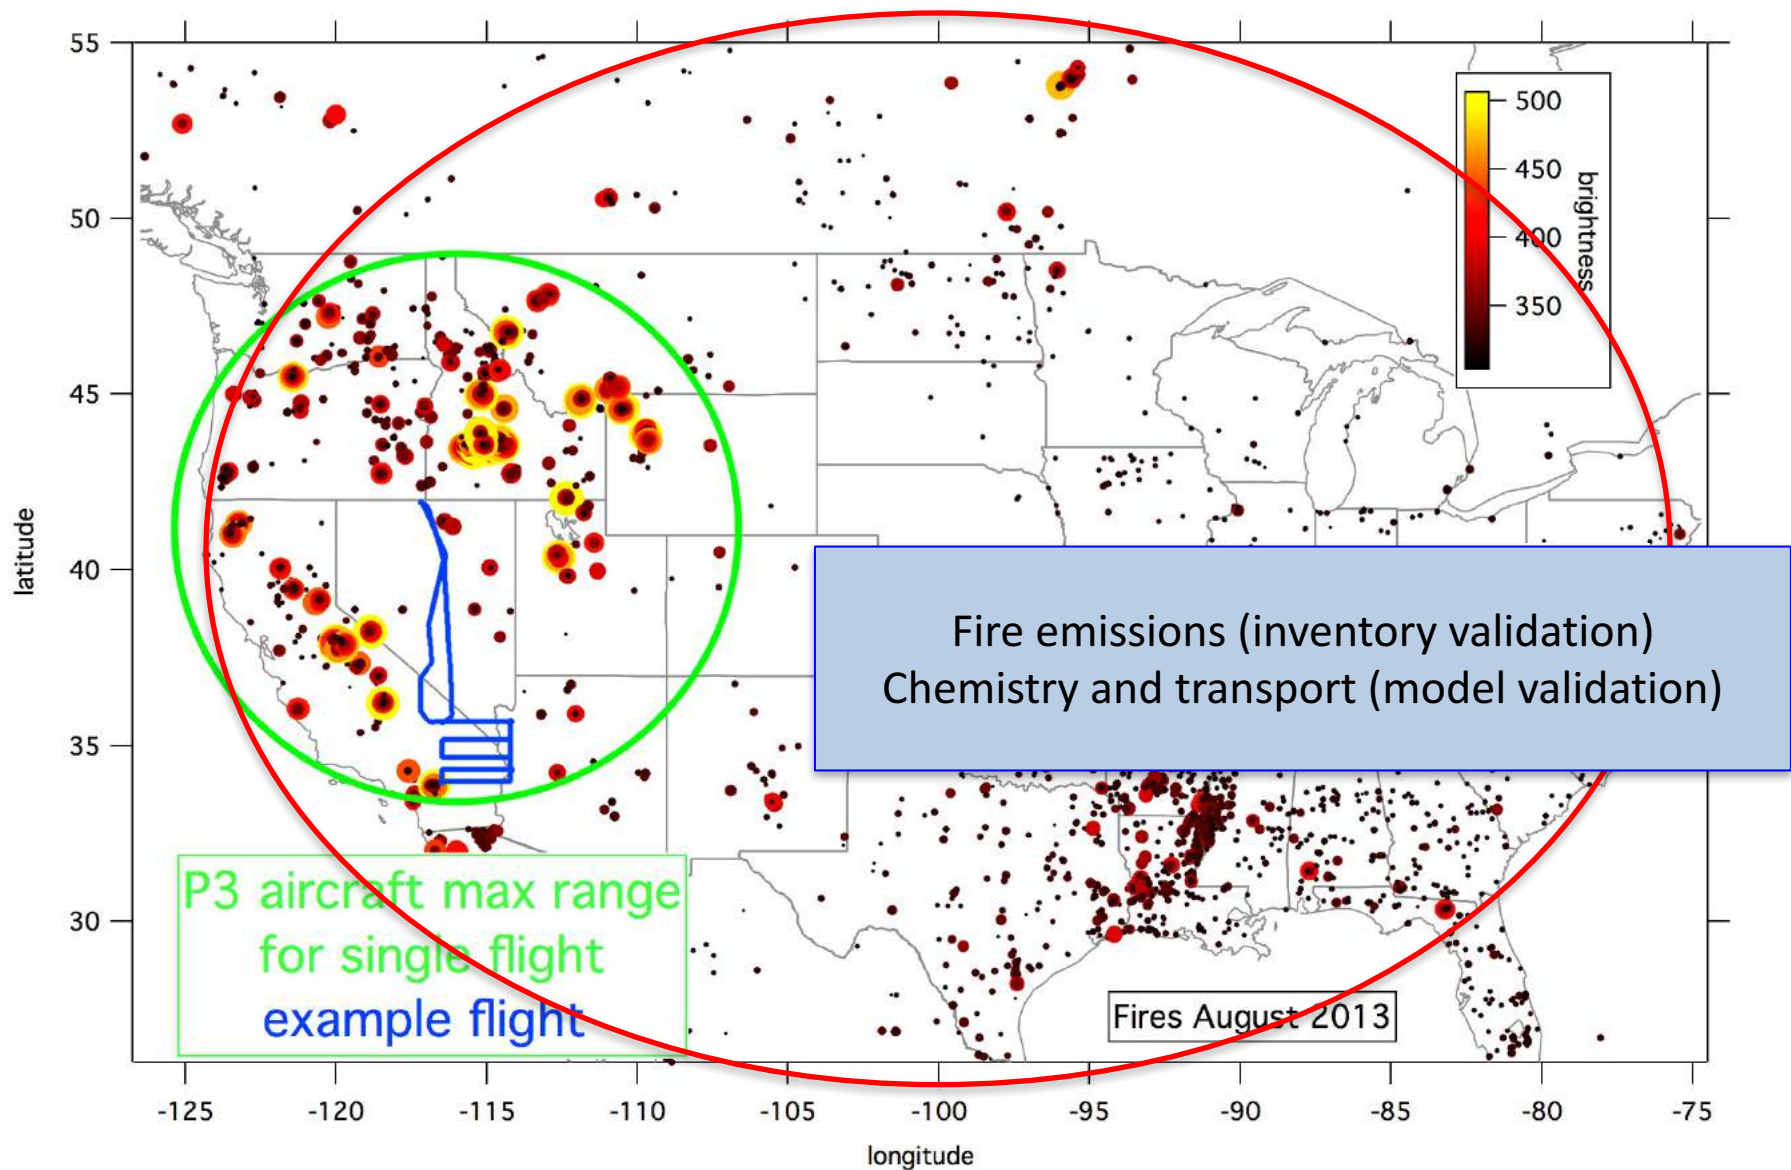 55
50
45
40
35
30
latitude
500
450
400
350
brightness
Fire emissions (inventory validation)
Chemistry and transport (model validation)
P3 aircraft max range
for single flight
example flight
Fires August 2013
-125
-120
-115
-110
-105
-100
-95
-90
-85
-80
-75
longitude